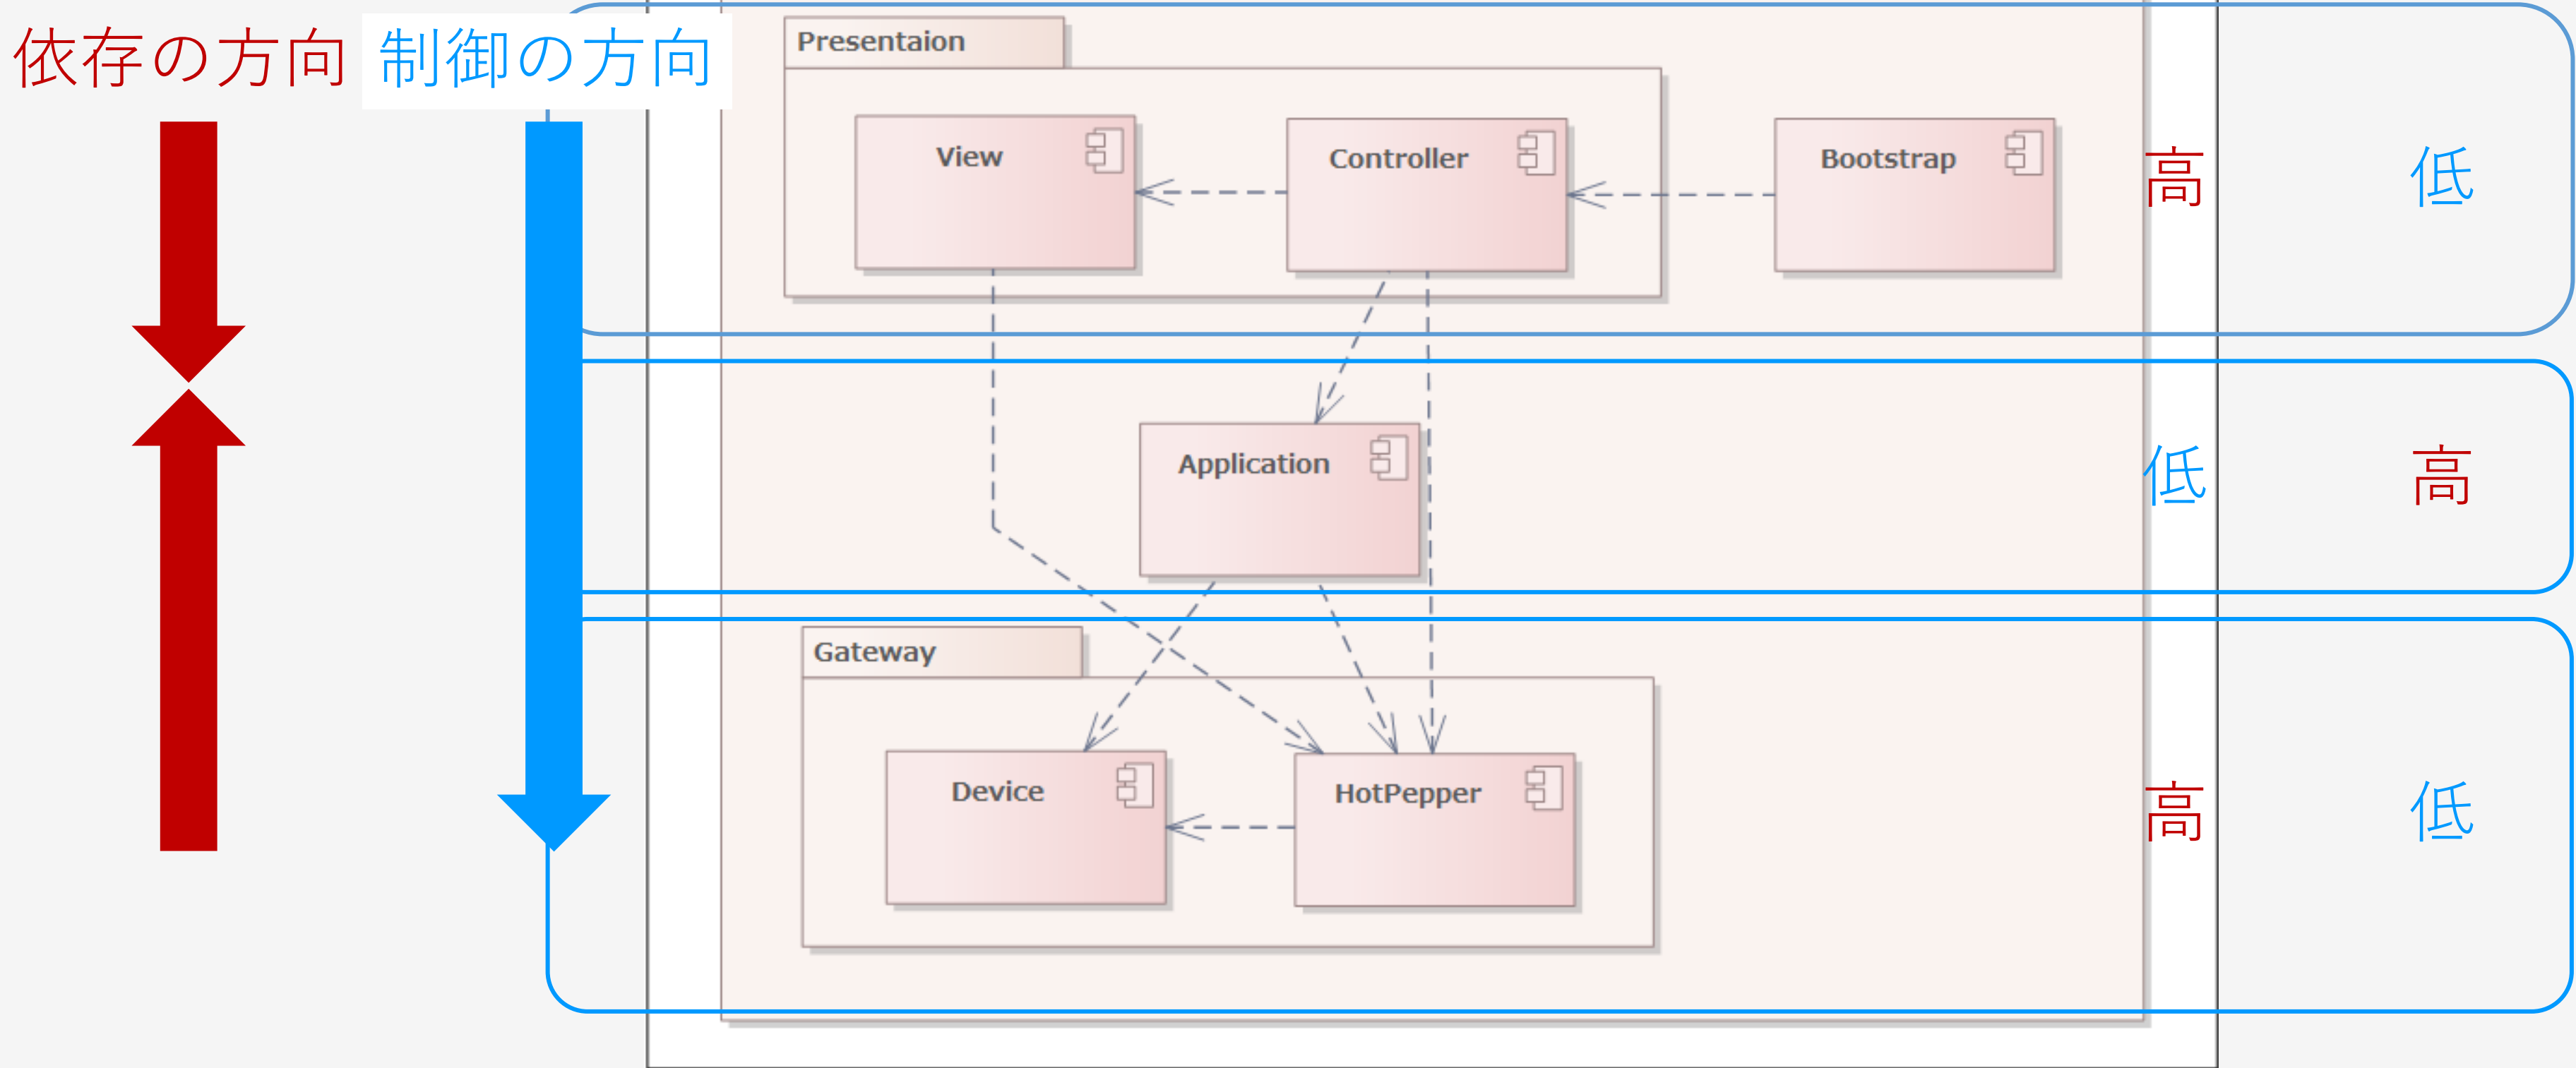 依存の方向
制御の方向
Presentaion
View
Controller
Bootstrap
高
低
Application
低
高
Gateway
Device
HotPepper
高
低